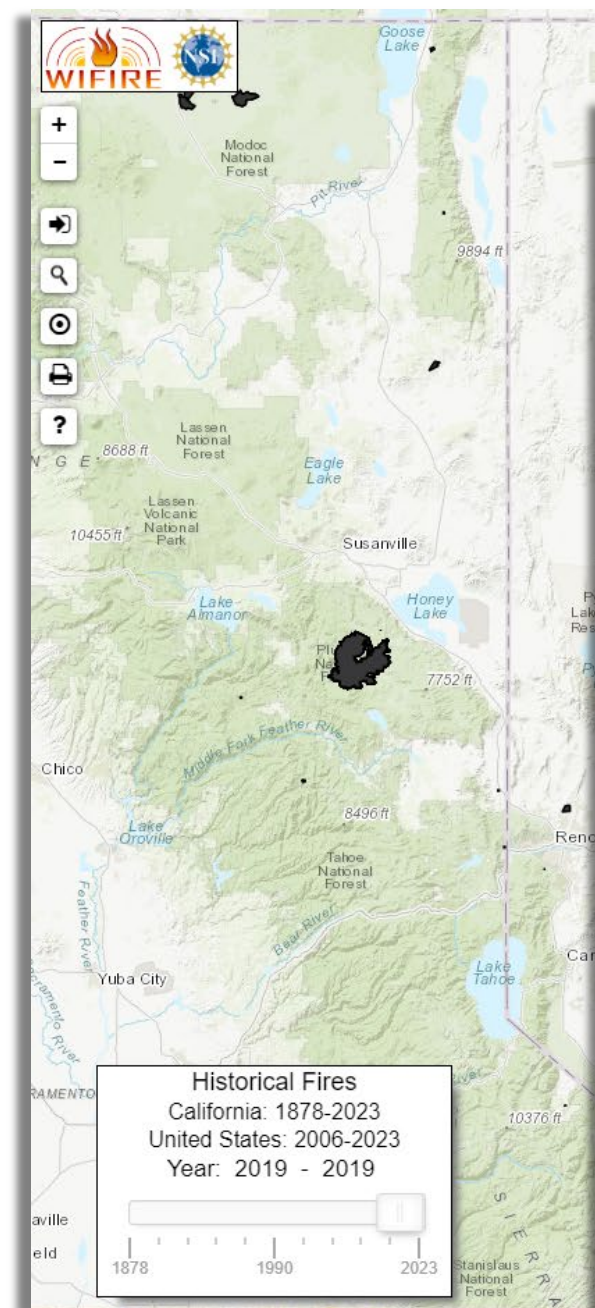 Goose
Lake
WIFIRE
NSF
+
−
Modoc
National
Forest
Pit River
9894 ft
?
Lassen
National
Forest
8688 ft
N G E
Eagle
Lake
Lassen
Volcanic
National
Park
10455 ft
Susanville
Lake
Almanor
Honey
Lake
7752 ft
Middle Fork Feather River
Chico
8496 ft
Lake
Oroville
Reno
Tahoe
National
Forest
Feather River
Bear River
Yuba City
Lake
Tahoe
Sacramento River
10376 ft
Historical Fires
California: 1878-2023
United States: 2006-2023
Year: 2019 - 2019
1878
1990
2023
S I E R R A
Stanislaus
National
Forest